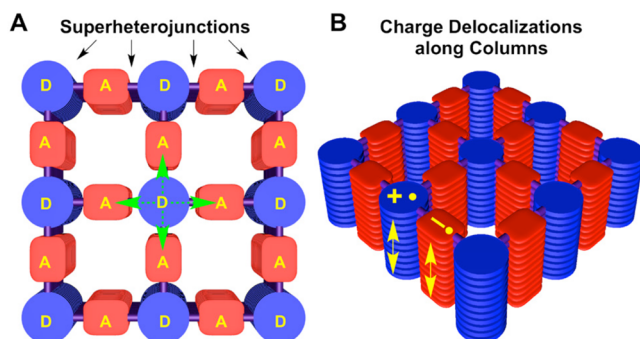 A
Superheterojunctions
D A D A D
A A A
D A D A D
A A A
D A D A D
B
Charge Delocalizations
along Columns
+ •
– •